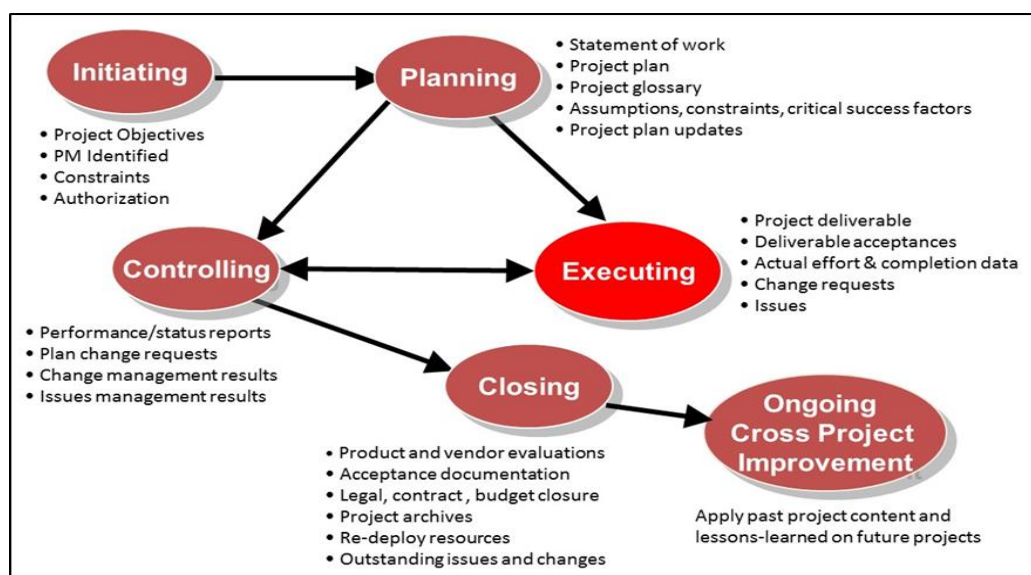 Initiating
• Project Objectives
• PM Identified
• Constraints
• Authorization
Planning
• Statement of work
• Project plan
• Project glossary
• Assumptions, constraints, critical success factors
• Project plan updates
Controlling
• Performance/status reports
• Plan change requests
• Change management results
• Issues management results
Executing
• Project deliverable
• Deliverable acceptances
• Actual effort & completion data
• Change requests
• Issues
Closing
• Product and vendor evaluations
• Acceptance documentation
• Legal, contract , budget closure
• Project archives
• Re-deploy resources
• Outstanding issues and changes
Ongoing
Cross Project
Improvement
Apply past project content and
lessons-learned on future projects